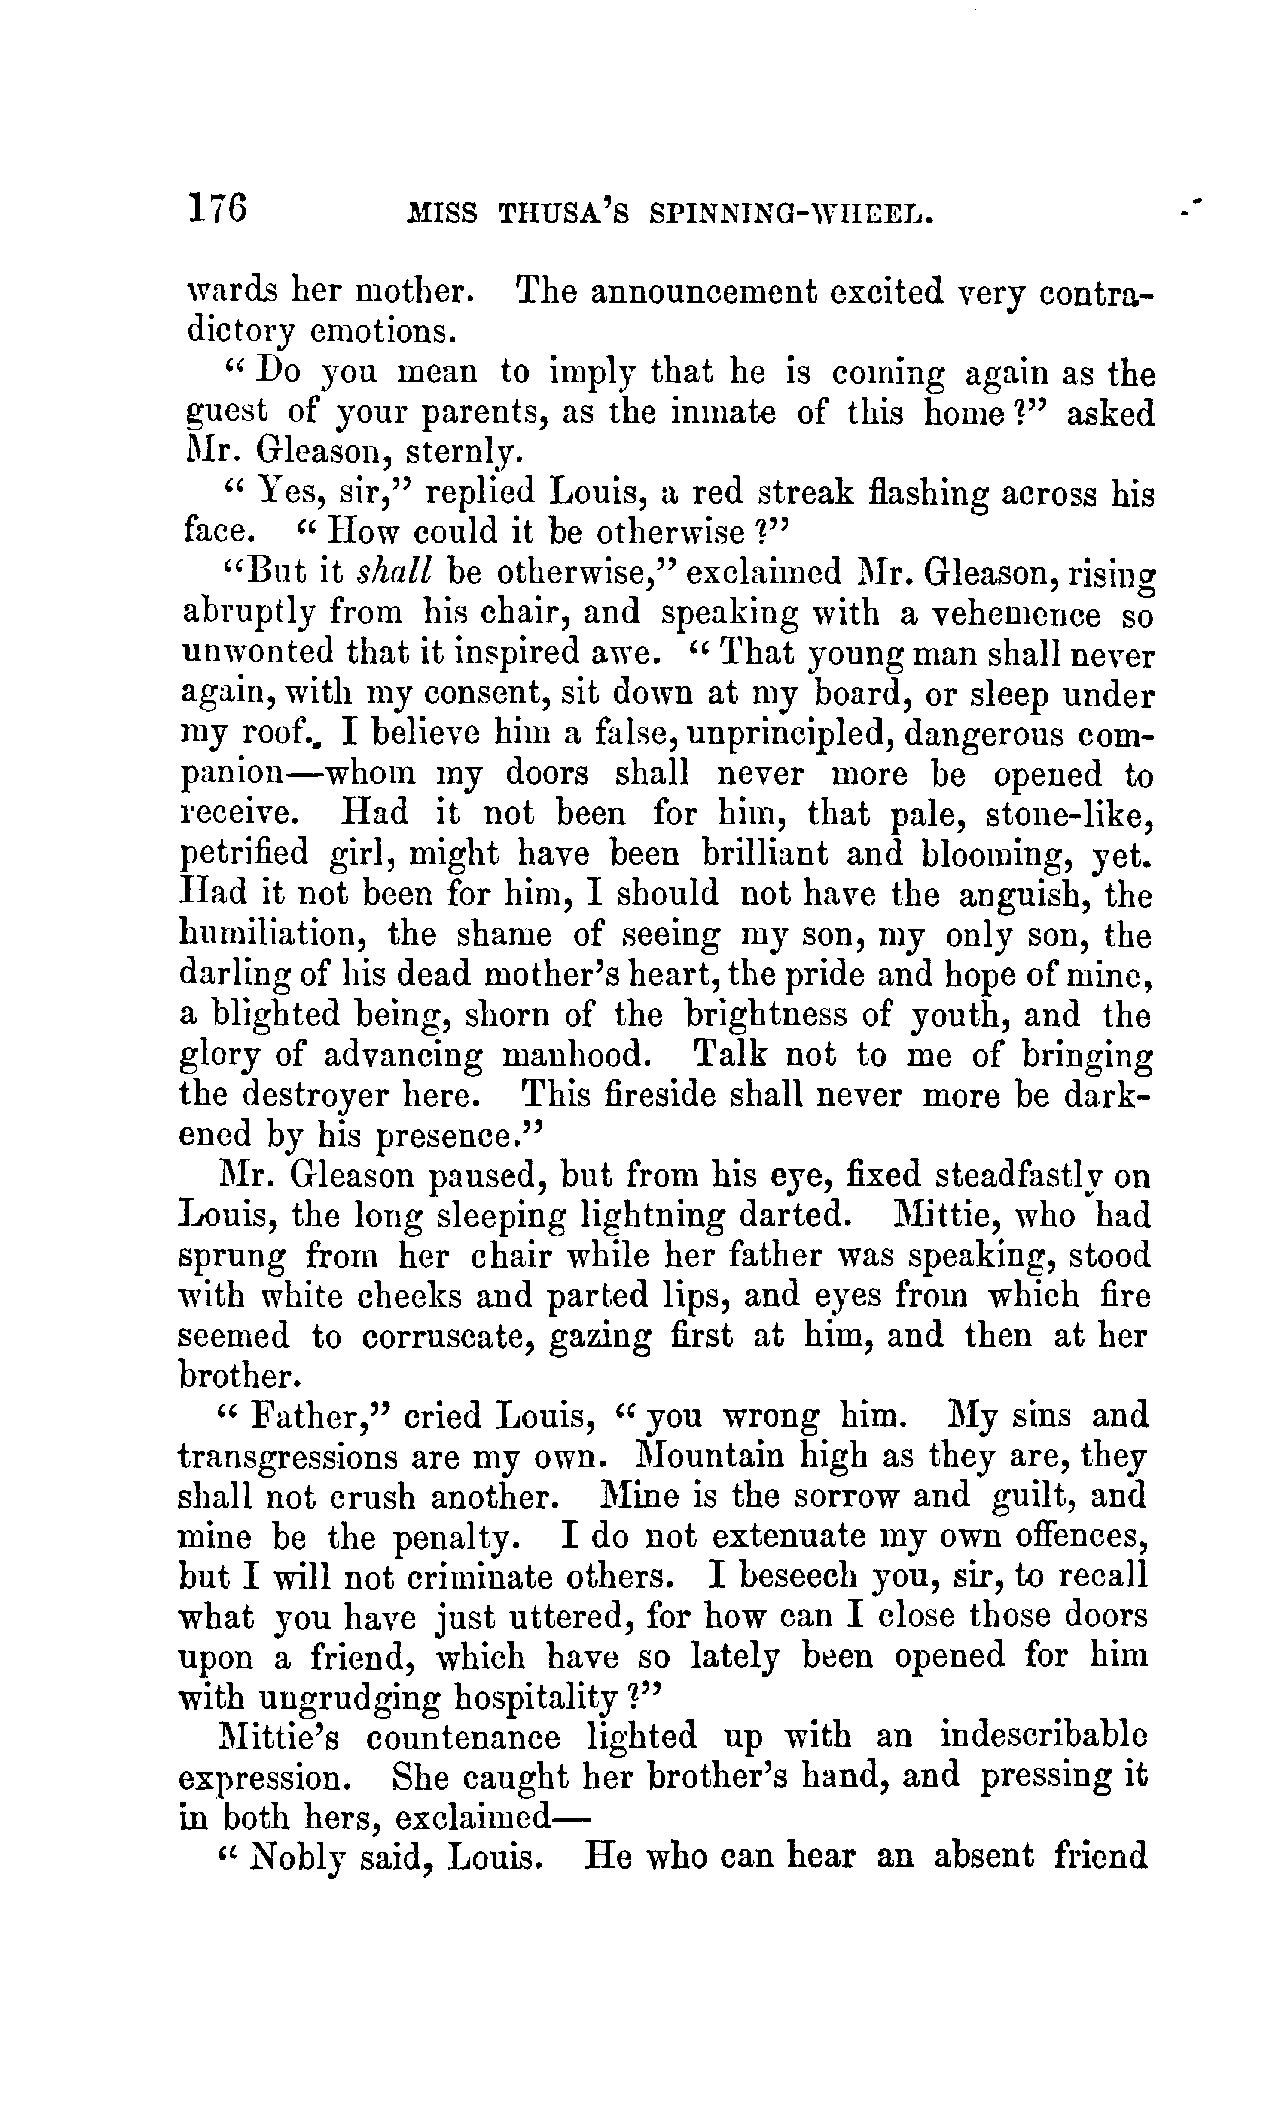 176 MISS THUSA'S SPINNING-WHEEL.
wards her mother. The announcement excited very contra-
dictory emotions.
"Do you mean to imply that he is coming again as the
guest of your parents, as the inmate of this home?" asked
Mr. Gleason, sternly.
"Yes, sir," replied Louis, a red streak flashing across his
face. "How could it be otherwise?"
"But it shall be otherwise," exclaimed Mr. Gleason, rising
abruptly from his chair, and speaking with a vehemence so
unwonted that it inspired awe. "That young man shall never
again, with my consent, sit down at my board, or sleep under
my roof. I believe him a false, unprincipled, dangerous com-
panion—whom my doors shall never more be opened to
receive. Had it not been for him, that pale, stone-like,
petrified girl, might have been brilliant and blooming, yet.
Had it not been for him, I should not have the anguish, the
humiliation, the shame of seeing my son, my only son, the
darling of his dead mother's heart, the pride and hope of mine,
a blighted being, shorn of the brightness of youth, and the
glory of advancing manhood. Talk not to me of bringing
the destroyer here. This fireside shall never more be dark-
ened by his presence."
Mr. Gleason paused, but from his eye, fixed steadfastly on
Louis, the long sleeping lightning darted. Mittie, who had
sprung from her chair while her father was speaking, stood
with white cheeks and parted lips, and eyes from which fire
seemed to corruscate, gazing first at him, and then at her
brother.
"Father," cried Louis, "you wrong him. My sins and
transgressions are my own. Mountain high as they are, they
shall not crush another. Mine is the sorrow and guilt, and
mine be the penalty. I do not extenuate my own offences,
but I will not criminate others. I beseech you, sir, to recall
what you have just uttered, for how can I close those doors
upon a friend, which have so lately been opened for him
with ungrudging hospitality?"
Mittie's countenance lighted up with an indescribable
expression. She caught her brother's hand, and pressing it
in both hers, exclaimed—
"Nobly said, Louis. He who can hear an absent friend